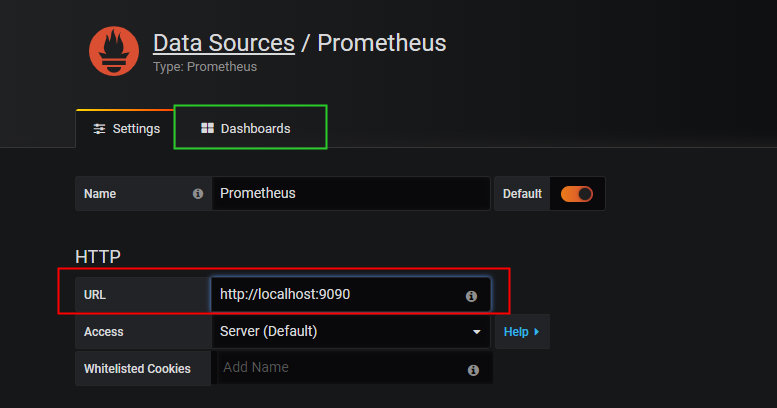 Data Sources / Prometheus
Type: Prometheus
Settings Dashboards
Name Prometheus Default
HTTP
URL http://localhost:9090
Access Server (Default) Help
Whitelisted Cookies Add Name